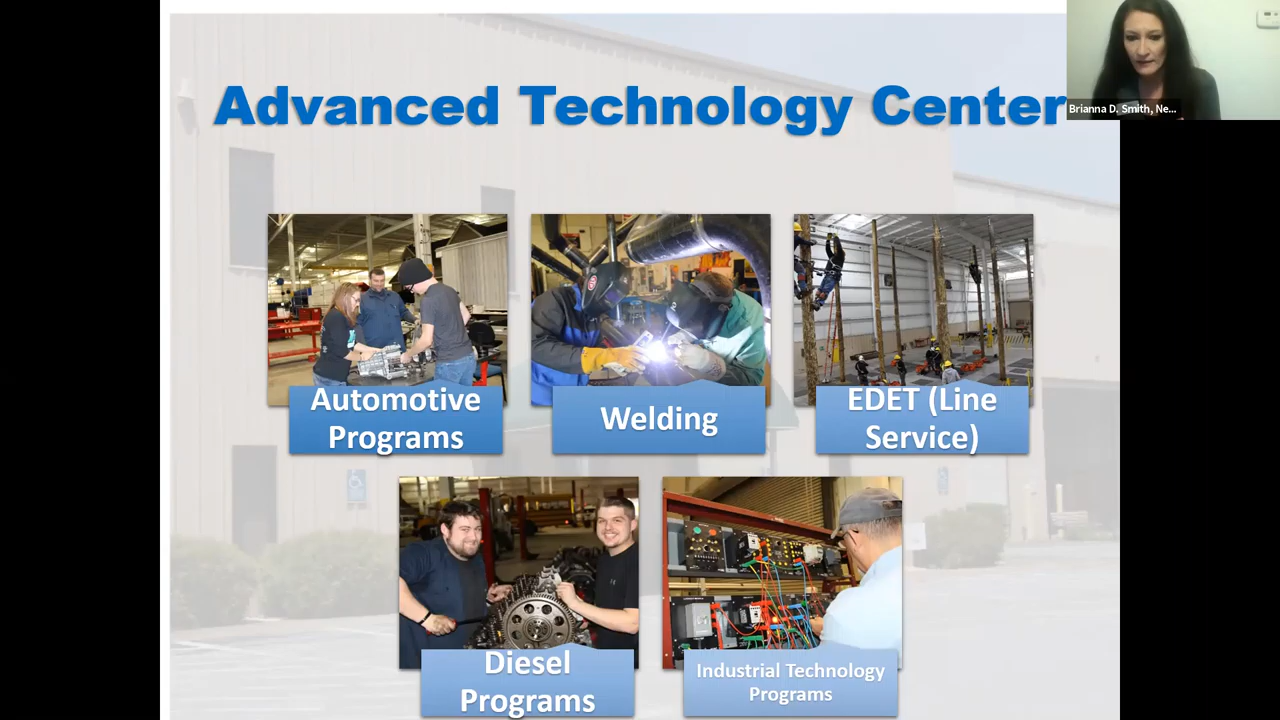 Advanced Technology Center
Brianna D. Smith, Ne...
Automotive
Programs
Welding
EDET (Line
Service)
Diesel
Programs
Industrial Technology
Programs